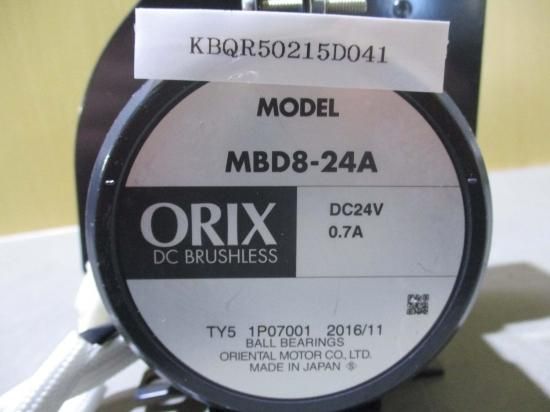 KBQR50215D041
MODEL
MBD8-24A
ORIX
DC BRUSHLESS
DC24V
0.7A
TY5 1P07001 2016/11
BALL BEARINGS
ORIENTAL MOTOR CO., LTD.
MADE IN JAPAN Ⓢ